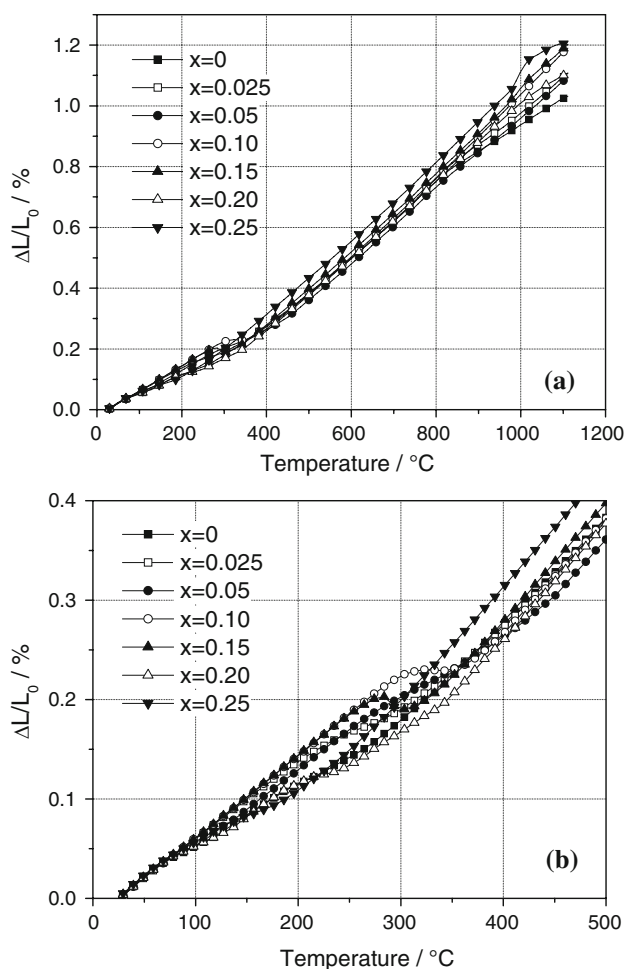 1.2
1.0
0.8
0.6
0.4
0.2
0.0
ΔL/L₀ / %
x=0
x=0.025
x=0.05
x=0.10
x=0.15
x=0.20
x=0.25
(a)
0 200 400 600 800 1000 1200
Temperature / °C
0.4
0.3
0.2
0.1
0.0
ΔL/L₀ / %
x=0
x=0.025
x=0.05
x=0.10
x=0.15
x=0.20
x=0.25
(b)
0 100 200 300 400 500
Temperature / °C